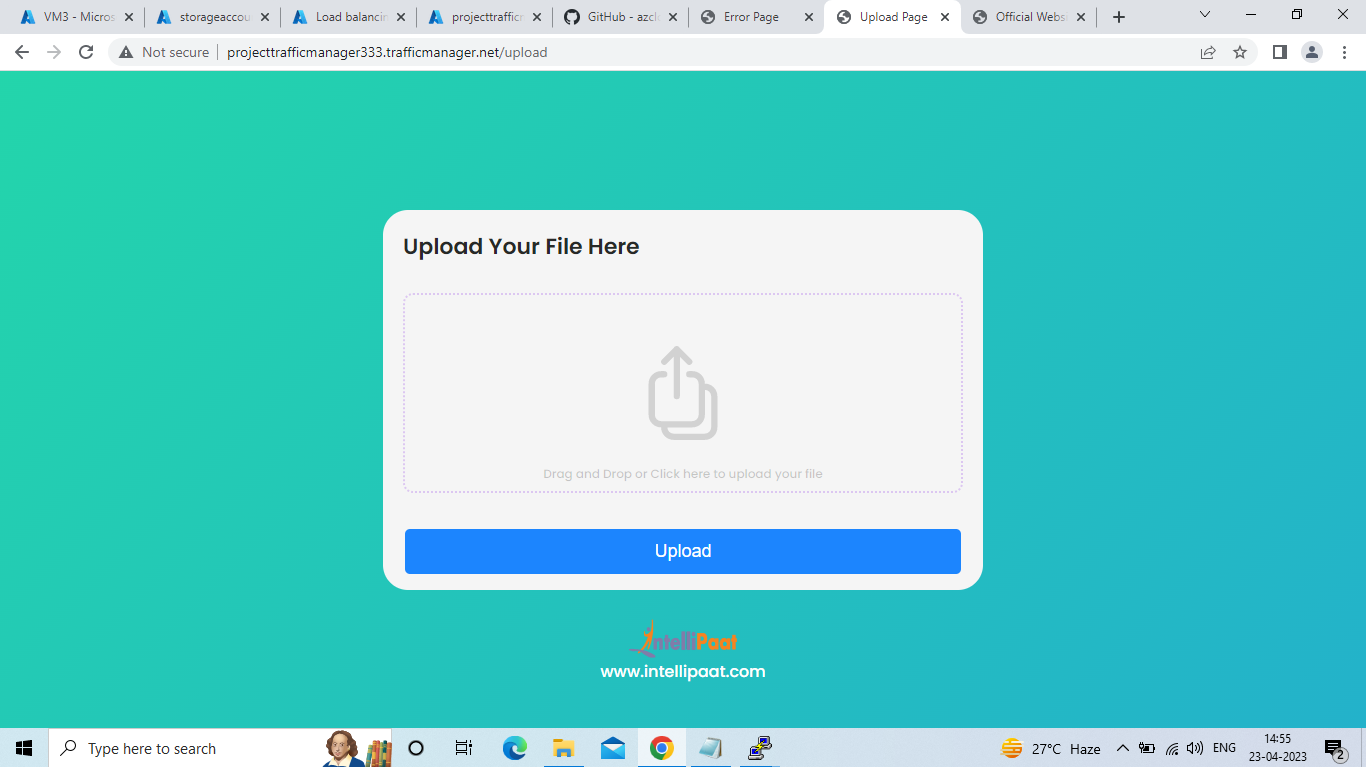 VM3 - Micros
storageaccou
Load balancin
projecttrafficm
GitHub - azcl
Error Page
Upload Page
Official Webs
Not secure
projecttrafficmanager333.trafficmanager.net/upload
Upload Your File Here
Drag and Drop or Click here to upload your file
Upload
IntelliPaat
www.intellipaat.com
Type here to search
27°C Haze
ENG
14:55
23-04-2023
2